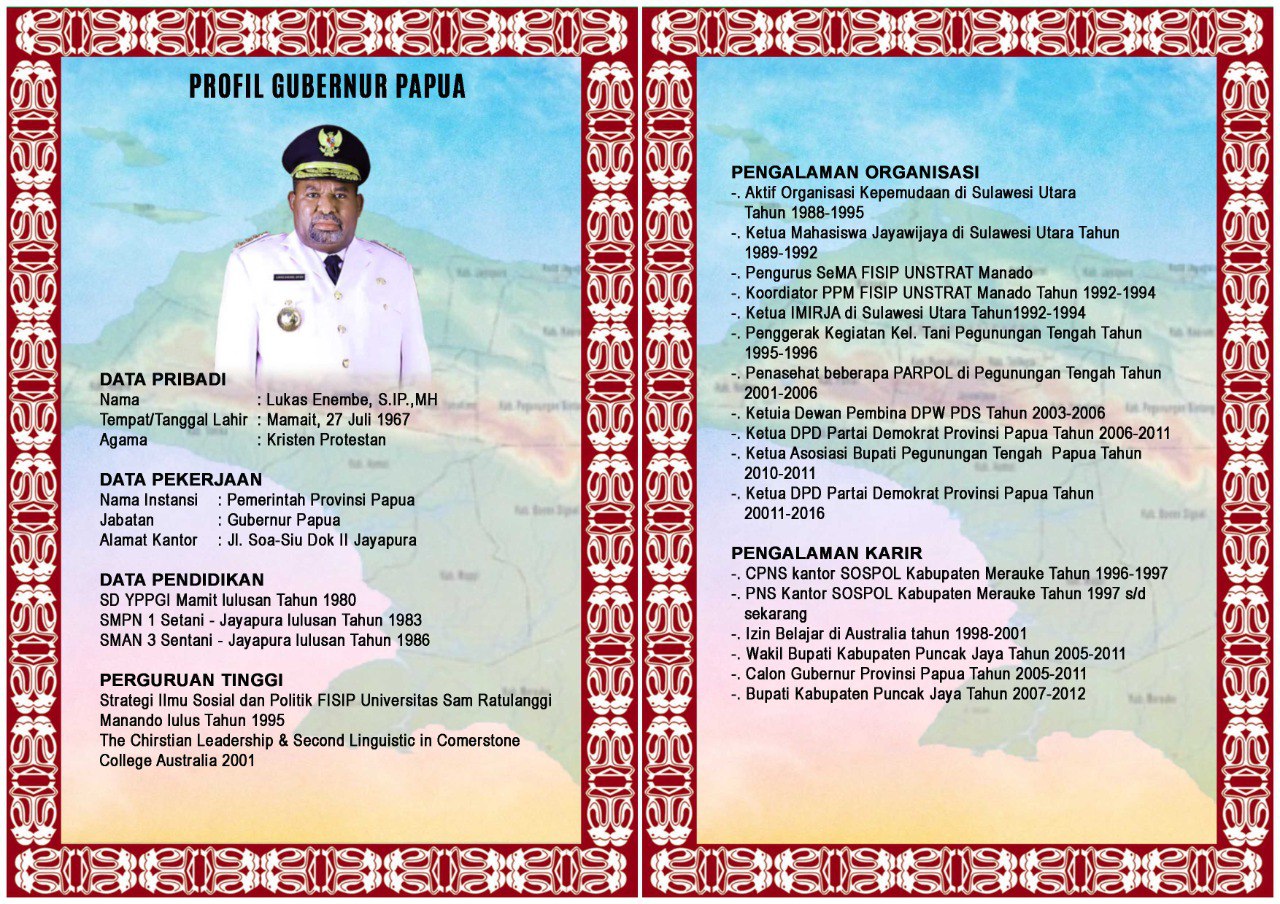 PROFIL GUBERNUR PAPUA
DATA PRIBADI
Nama : Lukas Enembe, S.IP.,MH
Tempat/Tanggal Lahir : Mamait, 27 Juli 1967
Agama : Kristen Protestan
DATA PEKERJAAN
Nama Instansi : Pemerintah Provinsi Papua
Jabatan : Gubernur Papua
Alamat Kantor : Jl. Soa-Siu Dok II Jayapura
DATA PENDIDIKAN
SD YPPGI Mamit lulusan Tahun 1980
SMPN 1 Setani - Jayapura lulusan Tahun 1983
SMAN 3 Sentani - Jayapura lulusan Tahun 1986
PERGURUAN TINGGI
Strategi Ilmu Sosial dan Politik FISIP Universitas Sam Ratulanggi
Manando lulus Tahun 1995
The Chirstian Leadership & Second Linguistic in Comerstone
College Australia 2001
PENGALAMAN ORGANISASI
-. Aktif Organisasi Kepemudaan di Sulawesi Utara
Tahun 1988-1995
-. Ketua Mahasiswa Jayawijaya di Sulawesi Utara Tahun
1989-1992
-. Pengurus SeMA FISIP UNSTRAT Manado
-. Koordiator PPM FISIP UNSTRAT Manado Tahun 1992-1994
-. Ketua IMIRJA di Sulawesi Utara Tahun1992-1994
-. Penggerak Kegiatan Kel. Tani Pegunungan Tengah Tahun
1995-1996
-. Penasehat beberapa PARPOL di Pegunungan Tengah Tahun
2001-2006
-. Ketuia Dewan Pembina DPW PDS Tahun 2003-2006
-. Ketua DPD Partai Demokrat Provinsi Papua Tahun 2006-2011
-. Ketua Asosiasi Bupati Pegunungan Tengah Papua Tahun
2010-2011
-. Ketua DPD Partai Demokrat Provinsi Papua Tahun
20011-2016
PENGALAMAN KARIR
-. CPNS kantor SOSPOL Kabupaten Merauke Tahun 1996-1997
-. PNS Kantor SOSPOL Kabupaten Merauke Tahun 1997 s/d
sekarang
-. Izin Belajar di Australia tahun 1998-2001
-. Wakil Bupati Kabupaten Puncak Jaya Tahun 2005-2011
-. Calon Gubernur Provinsi Papua Tahun 2005-2011
-. Bupati Kabupaten Puncak Jaya Tahun 2007-2012